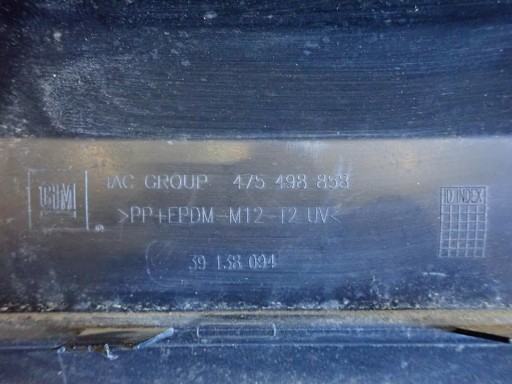 IAC GROUP 475 498 858
GM
ID INDEX
>PP+EPDM-M12-T2 UV<
®
39 138 094